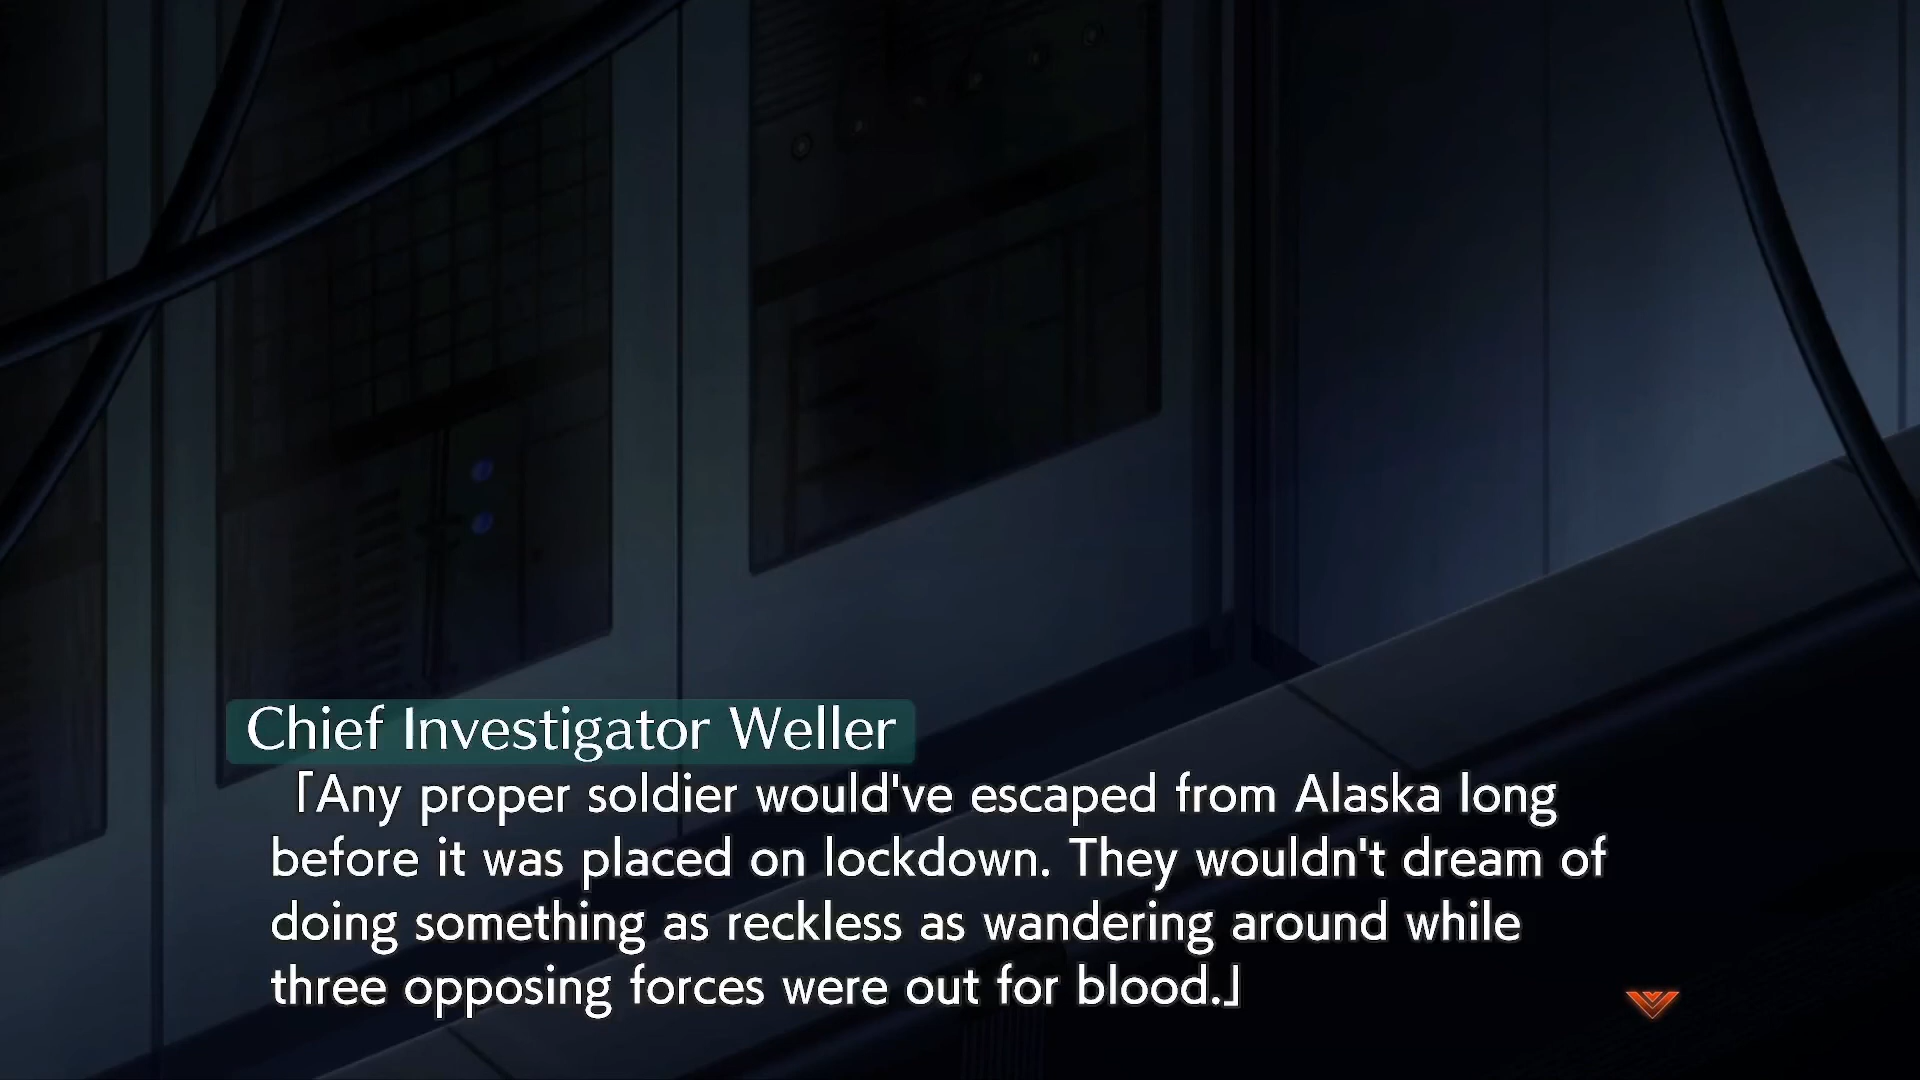 Chief Investigator Weller
「Any proper soldier would've escaped from Alaska long
before it was placed on lockdown. They wouldn't dream of
doing something as reckless as wandering around while
three opposing forces were out for blood.」